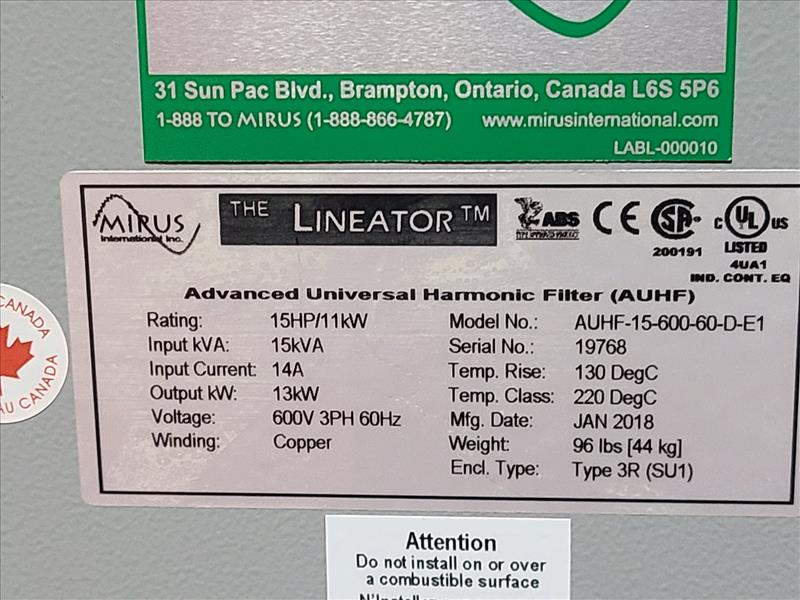 31 Sun Pac Blvd., Brampton, Ontario, Canada L6S 5P6
1-888 TO MIRUS (1-888-866-4787) www.mirusinternational.com
LABL-000010
MIRUS
International Inc.
THE LINEATOR™
ABS
CE
SA
200191
c UL us
LISTED
4UA1
IND. CONT. EQ
Advanced Universal Harmonic Filter (AUHF)
Rating: 15HP/11kW Model No.: AUHF-15-600-60-D-E1
Input kVA: 15kVA Serial No.: 19768
Input Current: 14A Temp. Rise: 130 DegC
Output kW: 13kW Temp. Class: 220 DegC
Voltage: 600V 3PH 60Hz Mfg. Date: JAN 2018
Winding: Copper Weight: 96 lbs [44 kg]
Encl. Type: Type 3R (SU1)
CANADA
AU CANADA
Attention
Do not install on or over
a combustible surface